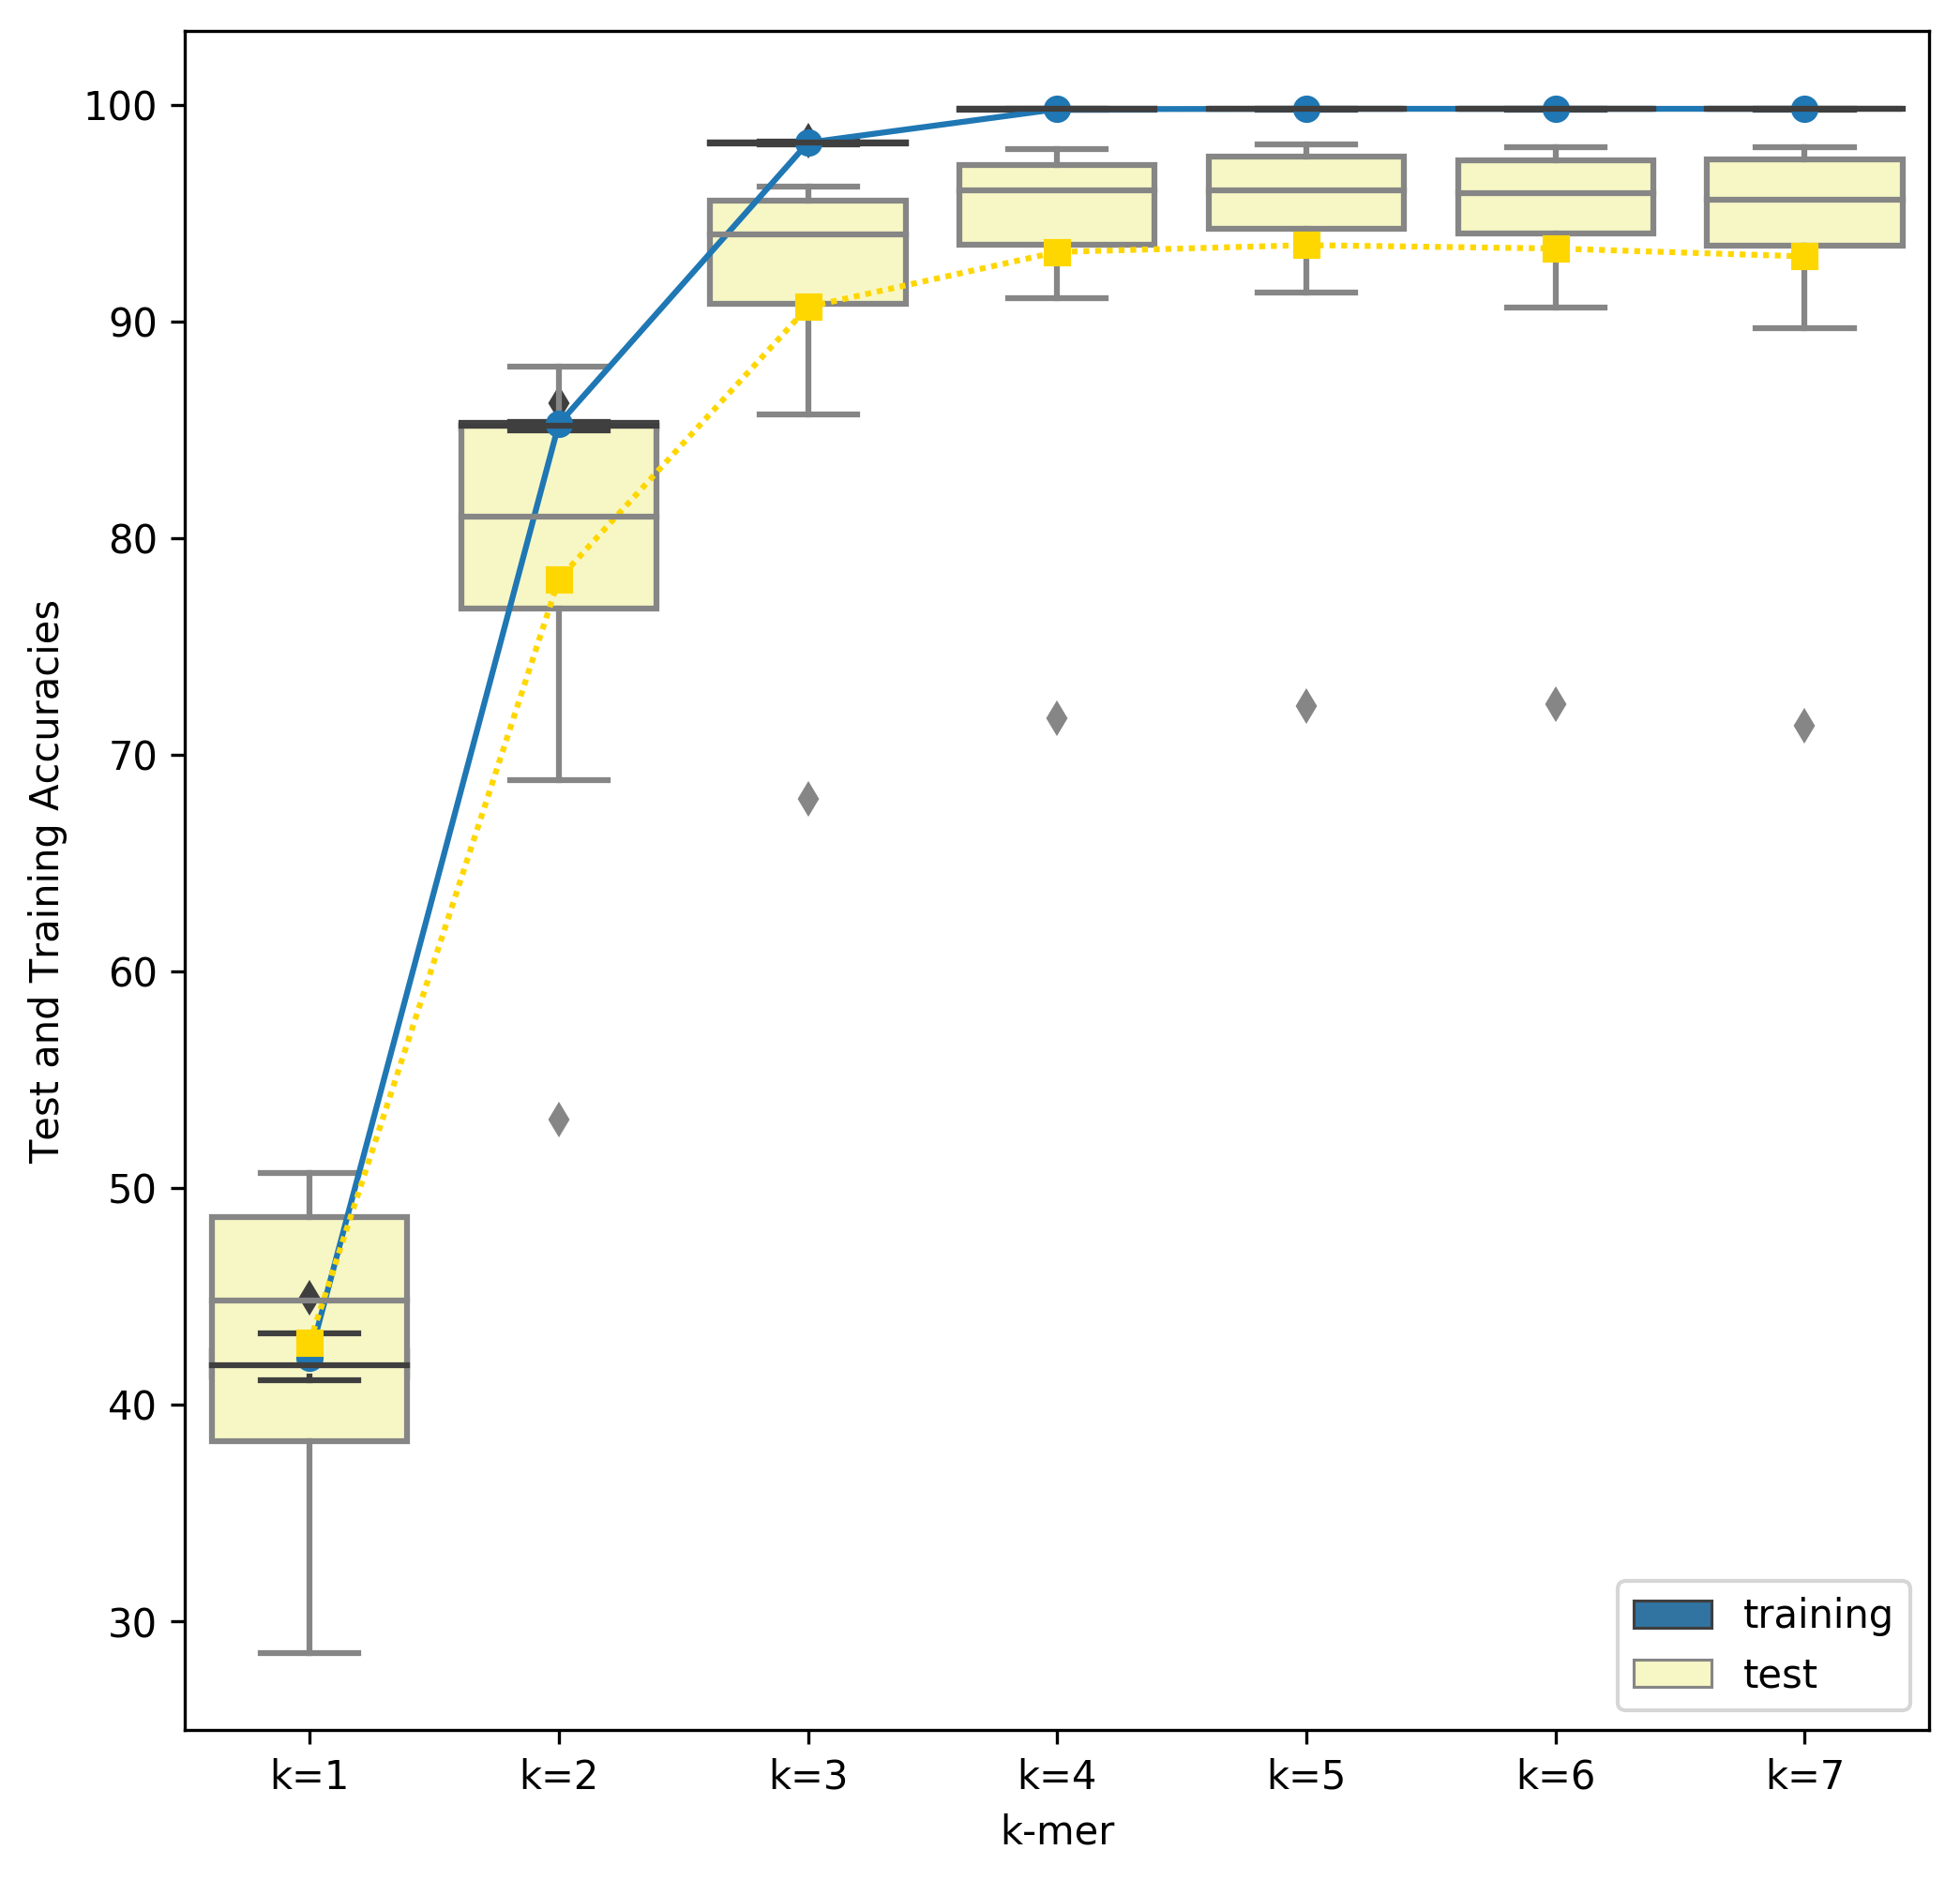 Test and Training Accuracies
100
90
80
70
60
50
40
30
k=1 k=2 k=3 k=4 k=5 k=6 k=7
k-mer
training
test